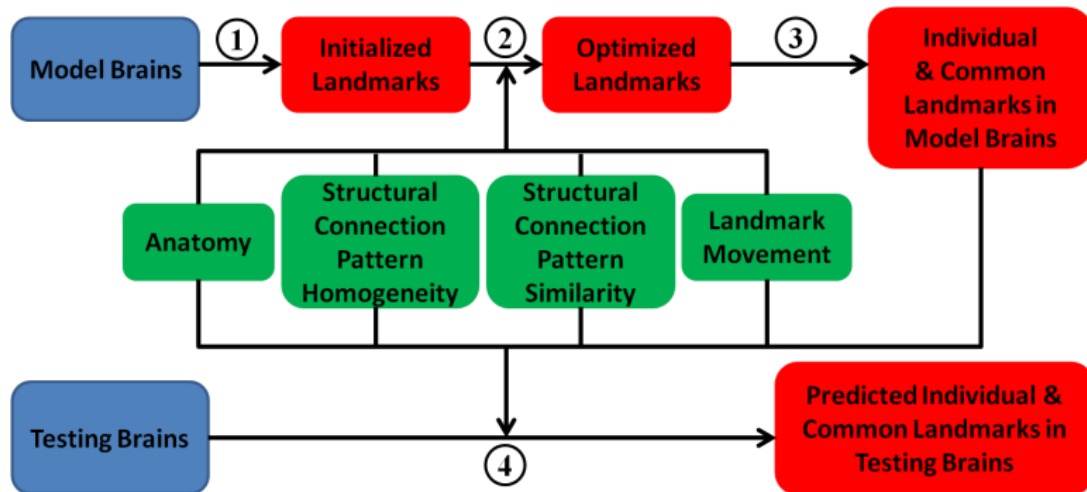 1
2
3
Model Brains
Initialized
Landmarks
Optimized
Landmarks
Individual
& Common
Landmarks in
Model Brains
Anatomy
Structural
Connection
Pattern
Homogeneity
Structural
Connection
Pattern
Similarity
Landmark
Movement
Testing Brains
4
Predicted Individual &
Common Landmarks in
Testing Brains